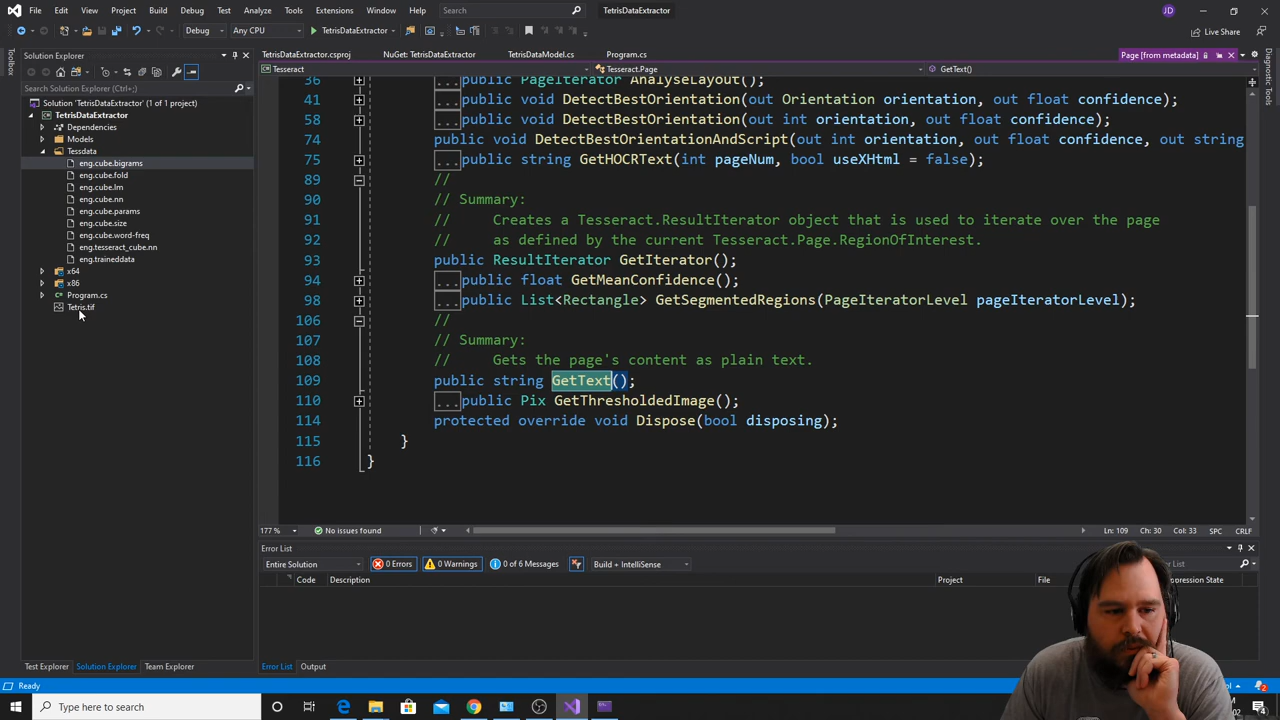 File Edit View Project Build Debug Test Analyze Tools Extensions Window Help Search TetrisDataExtractor JD
Debug Any CPU TetrisDataExtractor Live Share
Toolbox
Solution Explorer
TetrisDataExtractor.csproj NuGet: TetrisDataExtractor TetrisDataModel.cs Program.cs Page [from metadata]
Tesseract Tesseract.Page GetText()
Diagnostic Tools
Search Solution Explorer (Ctrl+;)
Solution 'TetrisDataExtractor' (1 of 1 project)
TetrisDataExtractor
Dependencies
Models
Tessdata
eng.cube.bigrams
eng.cube.fold
eng.cube.lm
eng.cube.nn
eng.cube.params
eng.cube.size
eng.cube.word-freq
eng.tesseract_cube.nn
eng.traineddata
x64
x86
Program.cs
Tetris.tif
36 ... public PageIterator AnalyseLayout();
41 ... public void DetectBestOrientation(out Orientation orientation, out float confidence);
58 ... public void DetectBestOrientation(out int orientation, out float confidence);
74 public void DetectBestOrientationAndScript(out int orientation, out float confidence, out string
75 ... public string GetHOCRText(int pageNum, bool useXHtml = false);
89 //
90 // Summary:
91 // Creates a Tesseract.ResultIterator object that is used to iterate over the page
92 // as defined by the current Tesseract.Page.RegionOfInterest.
93 public ResultIterator GetIterator();
94 ... public float GetMeanConfidence();
98 ... public List<Rectangle> GetSegmentedRegions(PageIteratorLevel pageIteratorLevel);
106 //
107 // Summary:
108 // Gets the page's content as plain text.
109 public string GetText();
110 ... public Pix GetThresholdedImage();
114 protected override void Dispose(bool disposing);
115 }
116 }
177 % No issues found Ln: 109 Ch: 30 Col: 33 SPC CRLF
Error List
Entire Solution 0 Errors 0 Warnings 0 of 6 Messages Build + IntelliSense
Code Description Project File
Test Explorer Solution Explorer Team Explorer Error List Output
Ready
Type here to search